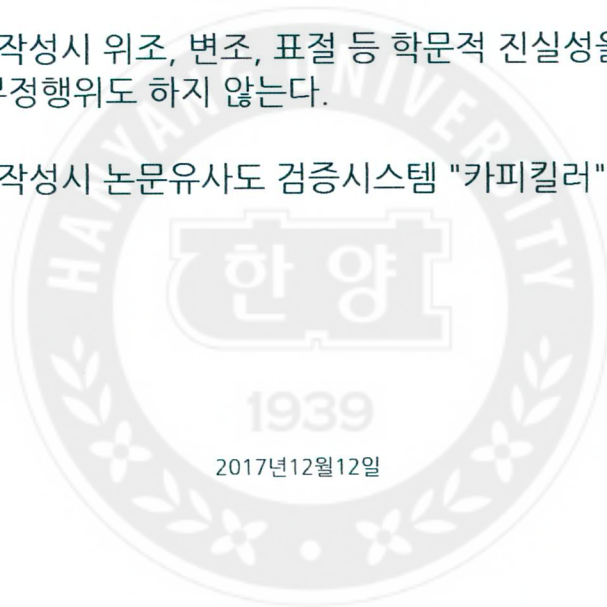 작성시 위조, 변조, 표절 등 학문적 진실성을
부정행위도 하지 않는다.
작성시 논문유사도 검증시스템 "카피킬러"
HANYANG UNIVERSITY
한양
1939
2017년12월12일